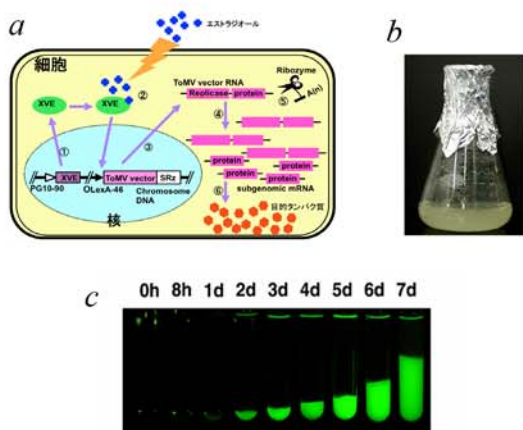 a
エストラジオール
細胞
XVE
XVE
②
ToMV vector RNA
Replicase
protein
Ribozyme
⑤
A(n)
①
③
④
XVE
ToMV vector
SRz
PG10-90
OLexA-46
Chromosome
DNA
核
protein
protein
protein
protein
subgenomic mRNA
⑥
目的タンパク質
b
c
0h 8h 1d 2d 3d 4d 5d 6d 7d